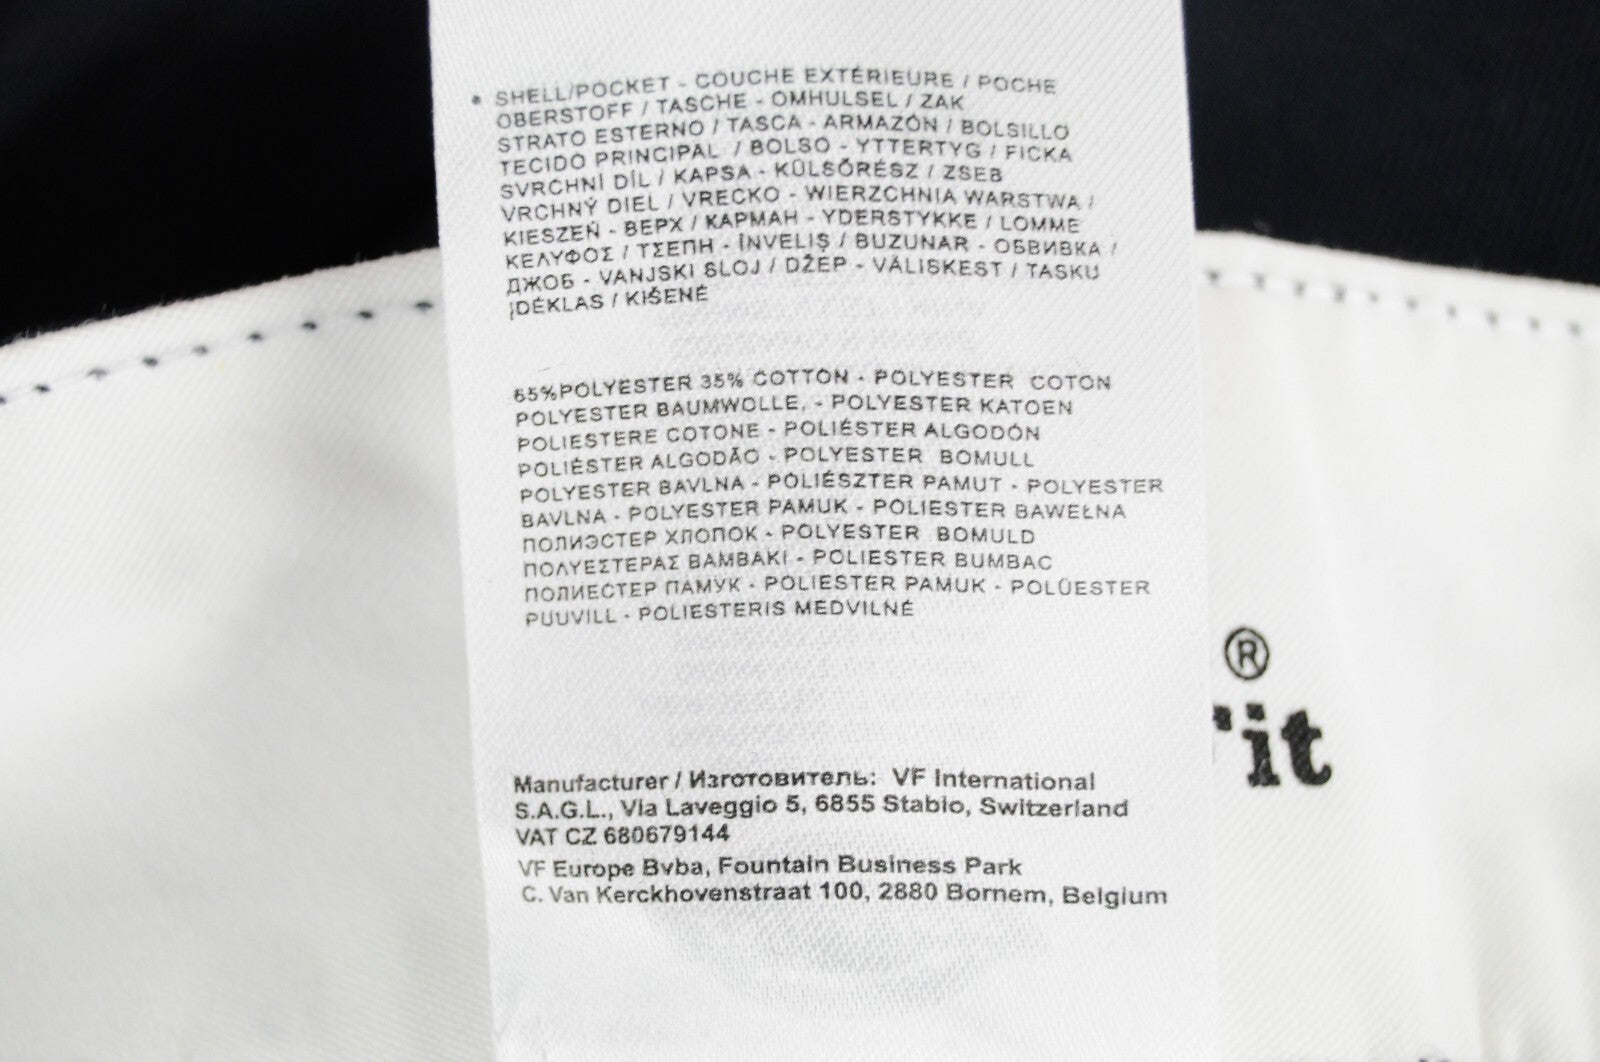 • SHELL/POCKET - COUCHE EXTÉRIEURE / POCHE
OBERSTOFF / TASCHE - OMHULSEL / ZAK
STRATO ESTERNO / TASCA - ARMAZÓN / BOLSILLO
TECIDO PRINCIPAL / BOLSO - YTTERTYG / FICKA
SVRCHNÍ DÍL / KAPSA - KÜLSŐRÉSZ / ZSEB
VRCHNÝ DIEL / VRECKO - WIERZCHNIA WARSTWA /
KIESZEŃ - ВЕРХ / КАРМАН - YDERSTYKKE / LOMME
ΚΕΛΥΦΟΣ / ΤΣΕΠΗ - ÎNVELIŞ / BUZUNAR - ОБВИВКА /
ДЖОБ - VANJSKI SLOJ / DŽEP - VÄLISKEST / TASKU
ĮDĖKLAS / KIŠENĖ
65%POLYESTER 35% COTTON - POLYESTER COTON
POLYESTER BAUMWOLLE, - POLYESTER KATOEN
POLIESTERE COTONE - POLIÉSTER ALGODÓN
POLIÉSTER ALGODÃO - POLYESTER BOMULL
POLYESTER BAVLNA - POLIÉSZTER PAMUT - POLYESTER
BAVLNA - POLYESTER PAMUK - POLIESTER BAWEŁNA
ПОЛИЭСТЕР ХЛОПОК - POLYESTER BOMULD
ΠΟΛΥΕΣΤΕΡΑΣ ΒΑΜΒΑΚΙ - POLIESTER BUMBAC
ПОЛИЕСТЕР ПАМУК - POLIESTER PAMUK - POLÜESTER
PUUVILL - POLIESTERIS MEDVILNĖ
Manufacturer / Изготовитель: VF International
S.A.G.L., Via Laveggio 5, 6855 Stabio, Switzerland
VAT CZ 680679144
VF Europe Bvba, Fountain Business Park
C. Van Kerckhovenstraat 100, 2880 Bornem, Belgium
®
rit